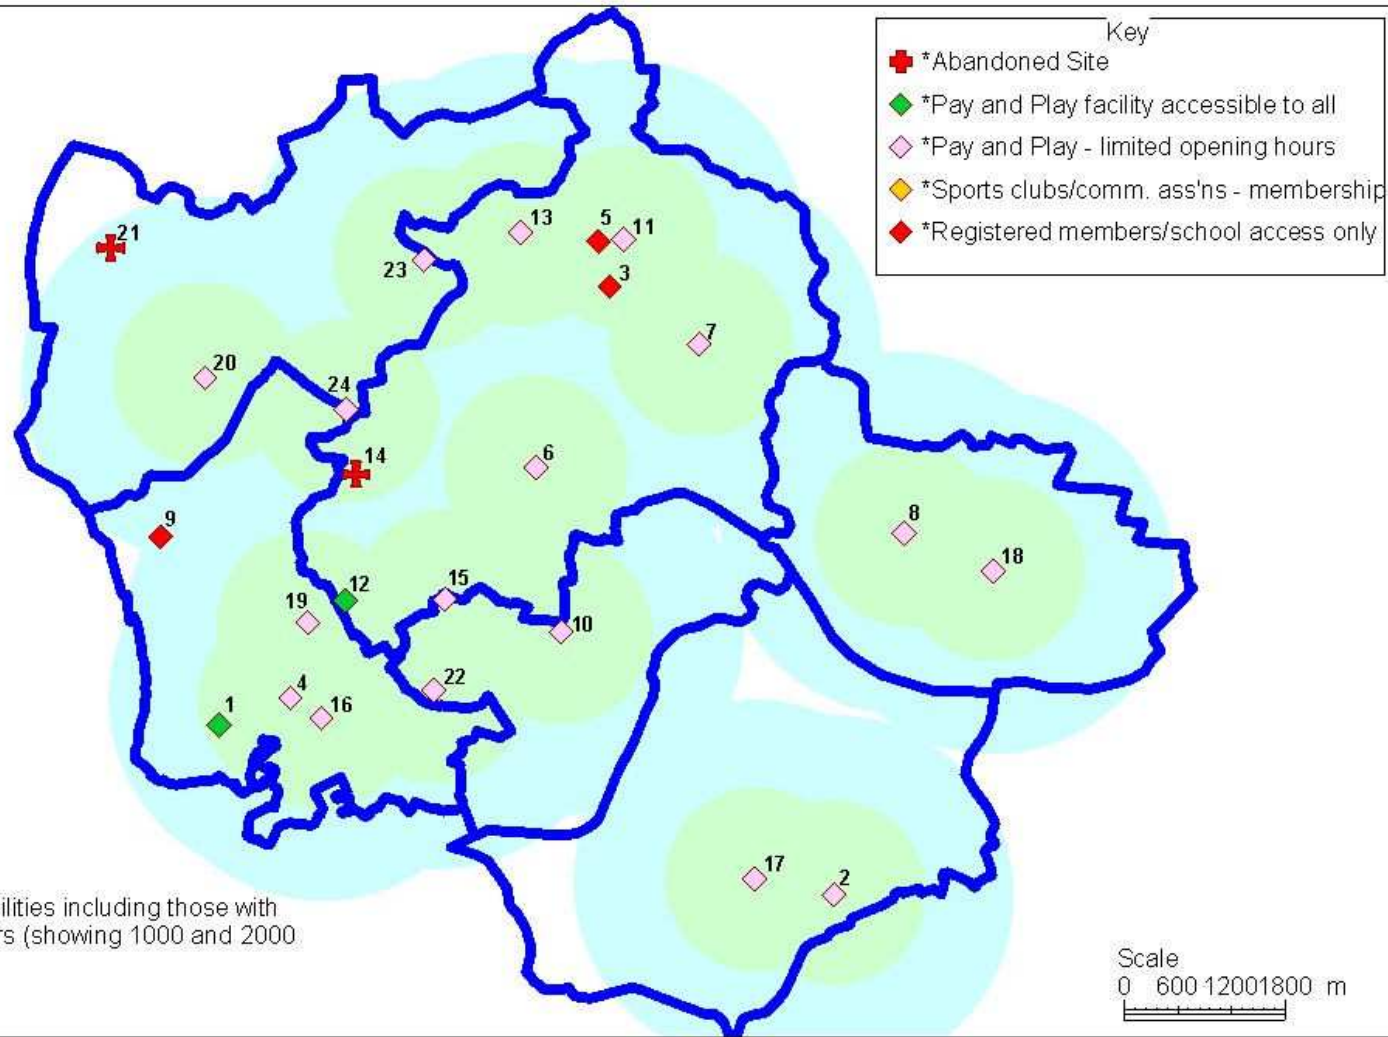 Key
*Abandoned Site
*Pay and Play facility accessible to all
*Pay and Play - limited opening hours
*Sports clubs/comm. ass'ns - membership
*Registered members/school access only
21
13
5
11
23
3
7
20
24
14
6
9
8
18
12
15
19
10
4
22
1
16
17
2
ilities including those with
rs (showing 1000 and 2000
Scale
0 600 1200 1800 m